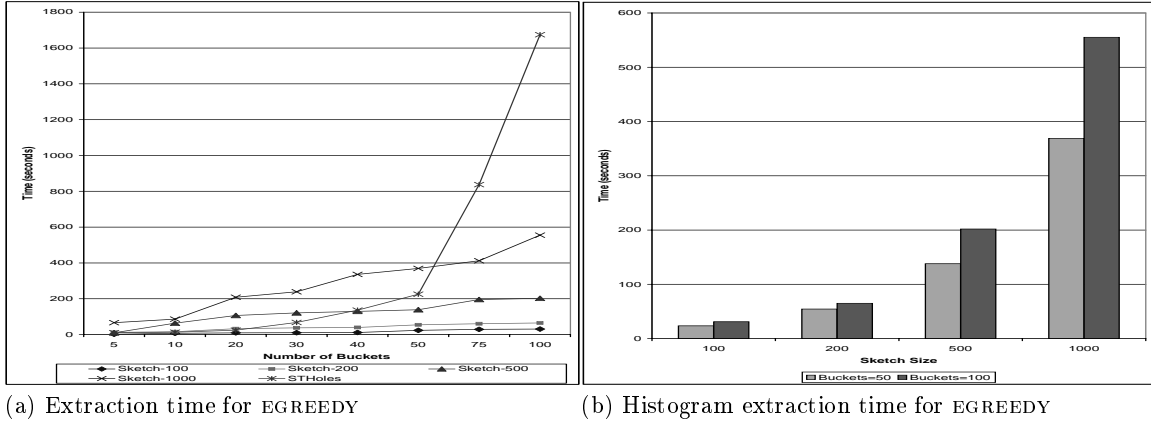 1800
1600
1400
1200
1000
800
600
400
200
0
Time (seconds)
5 10 20 30 40 50 75 100
Number of Buckets
Sketch-100 Sketch-200 Sketch-500
Sketch-1000 STHoles
(a) Extraction time for EGREEDY
600
500
400
300
200
100
0
Time (seconds)
100 200 500 1000
Sketch Size
Buckets=50 Buckets=100
(b) Histogram extraction time for EGREEDY